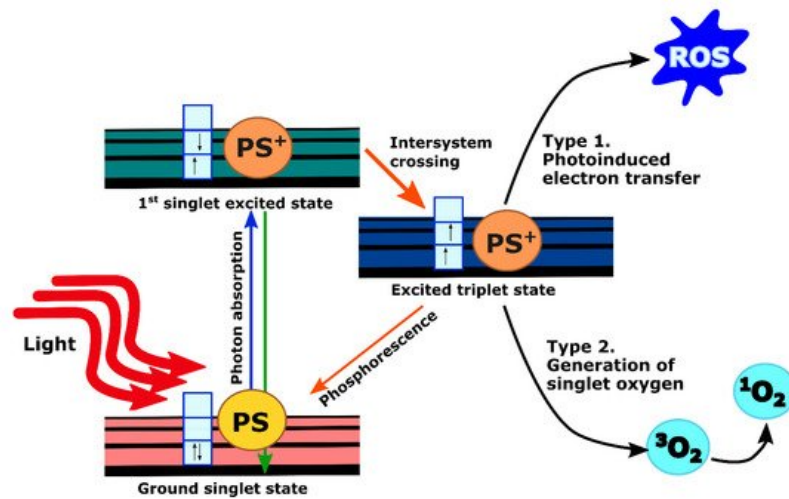 ROS
PS⁺
Intersystem
crossing
Type 1.
Photoinduced
electron transfer
1ˢᵗ singlet excited state
PS⁺
Excited triplet state
Photon absorption
Phosphorescence
Light
Type 2.
Generation of
singlet oxygen
PS
¹O₂
³O₂
Ground singlet state